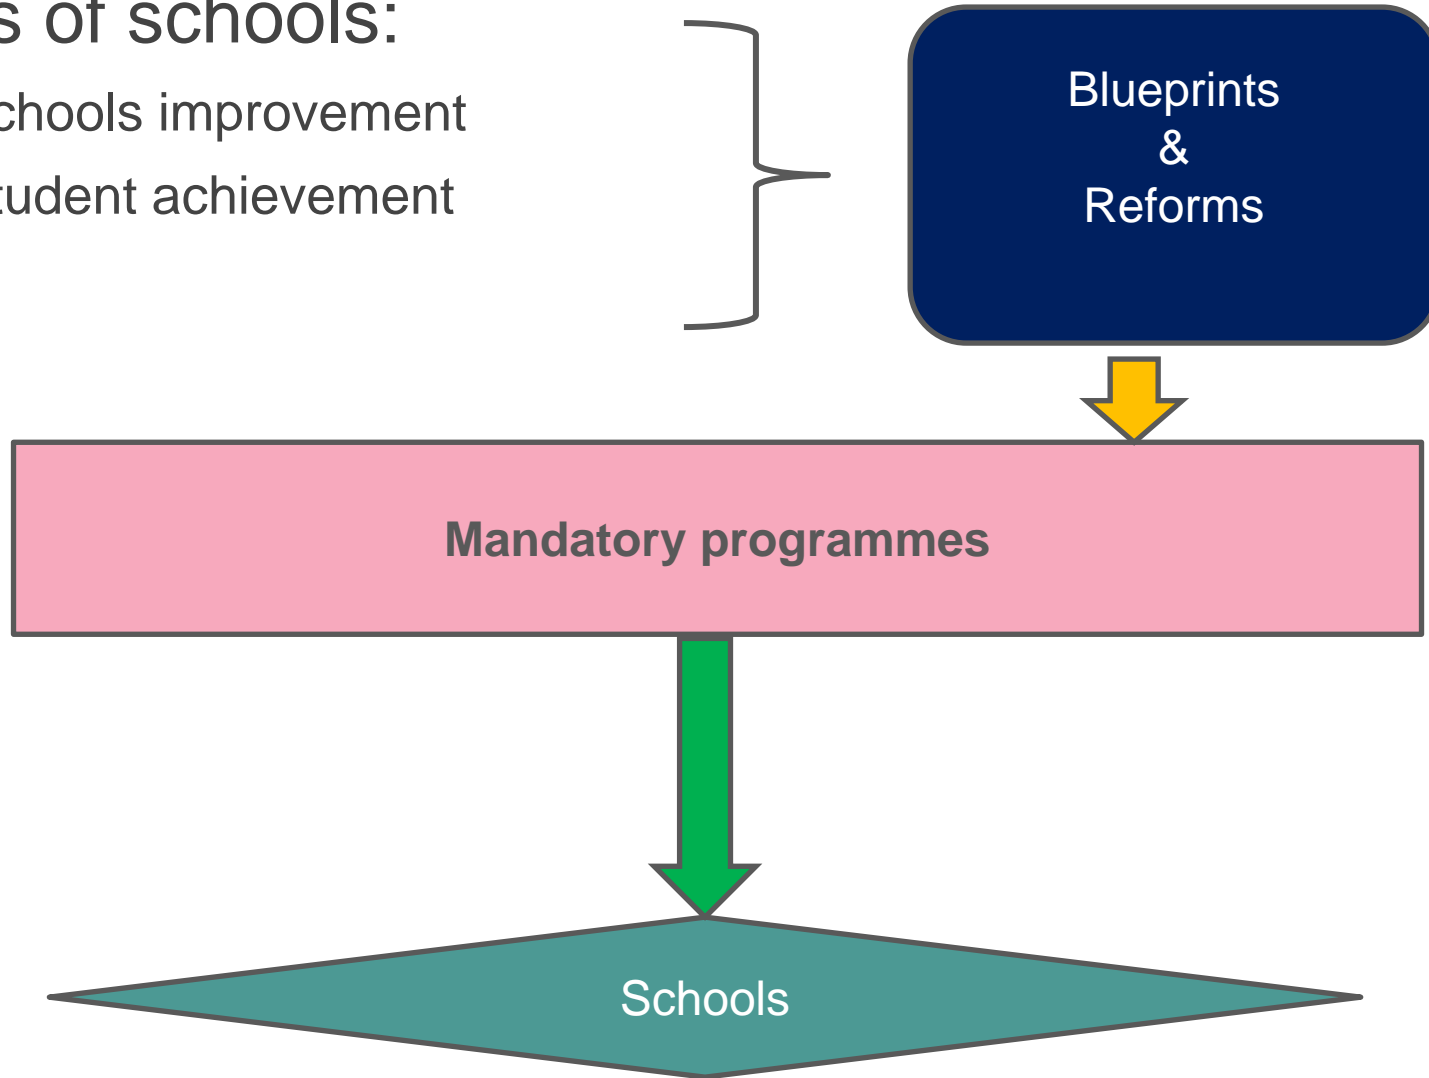 s of schools:
chools improvement
tudent achievement
Blueprints
&
Reforms
Mandatory programmes
Schools